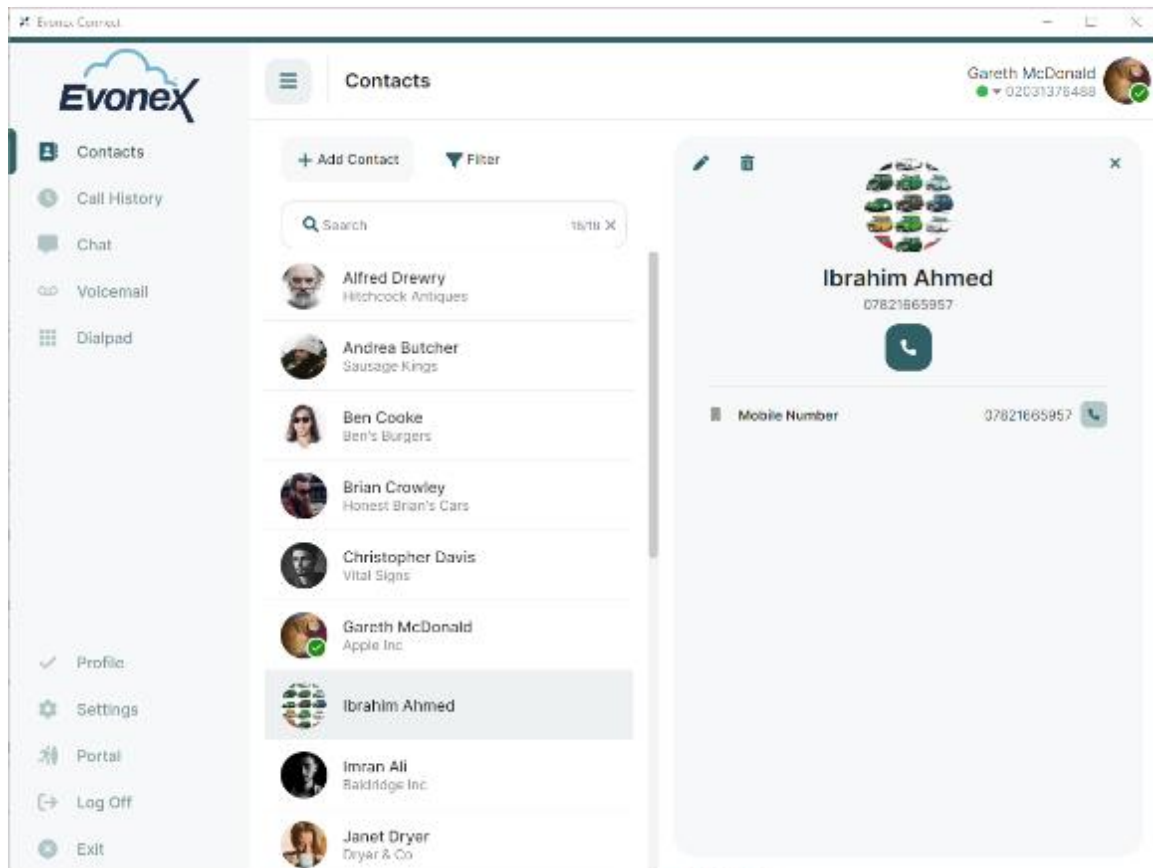 Evonex Connect
Evonex
Contacts
Call History
Chat
Voicemail
Dialpad
Profile
Settings
Portal
Log Off
Exit
Contacts
Gareth McDonald
02031376488
+ Add Contact
Filter
Search
Alfred Drewry
Hitchcock Antiques
Andrea Butcher
Sausage Kings
Ben Cooke
Ben's Burgers
Brian Crowley
Honest Brian's Cars
Christopher Davis
Vital Signs
Gareth McDonald
Apple Inc
Ibrahim Ahmed
Imran Ali
Baldridge Inc
Janet Dryer
Dryer & Co
Ibrahim Ahmed
07821665957
Mobile Number
07821665957